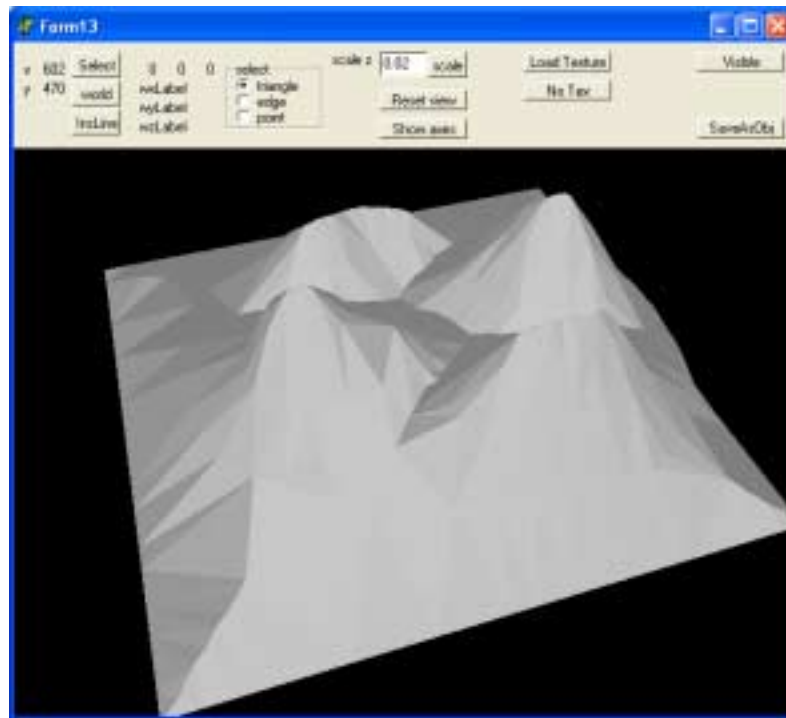 Form13
x 602 Select 0 0 0 select scale z 0.02 scale Load Texture Visible
y 470 world wxLabel triangle Reset view No Tex
wyLabel edge
InsLine wzLabel point Show axes SaveAsObj